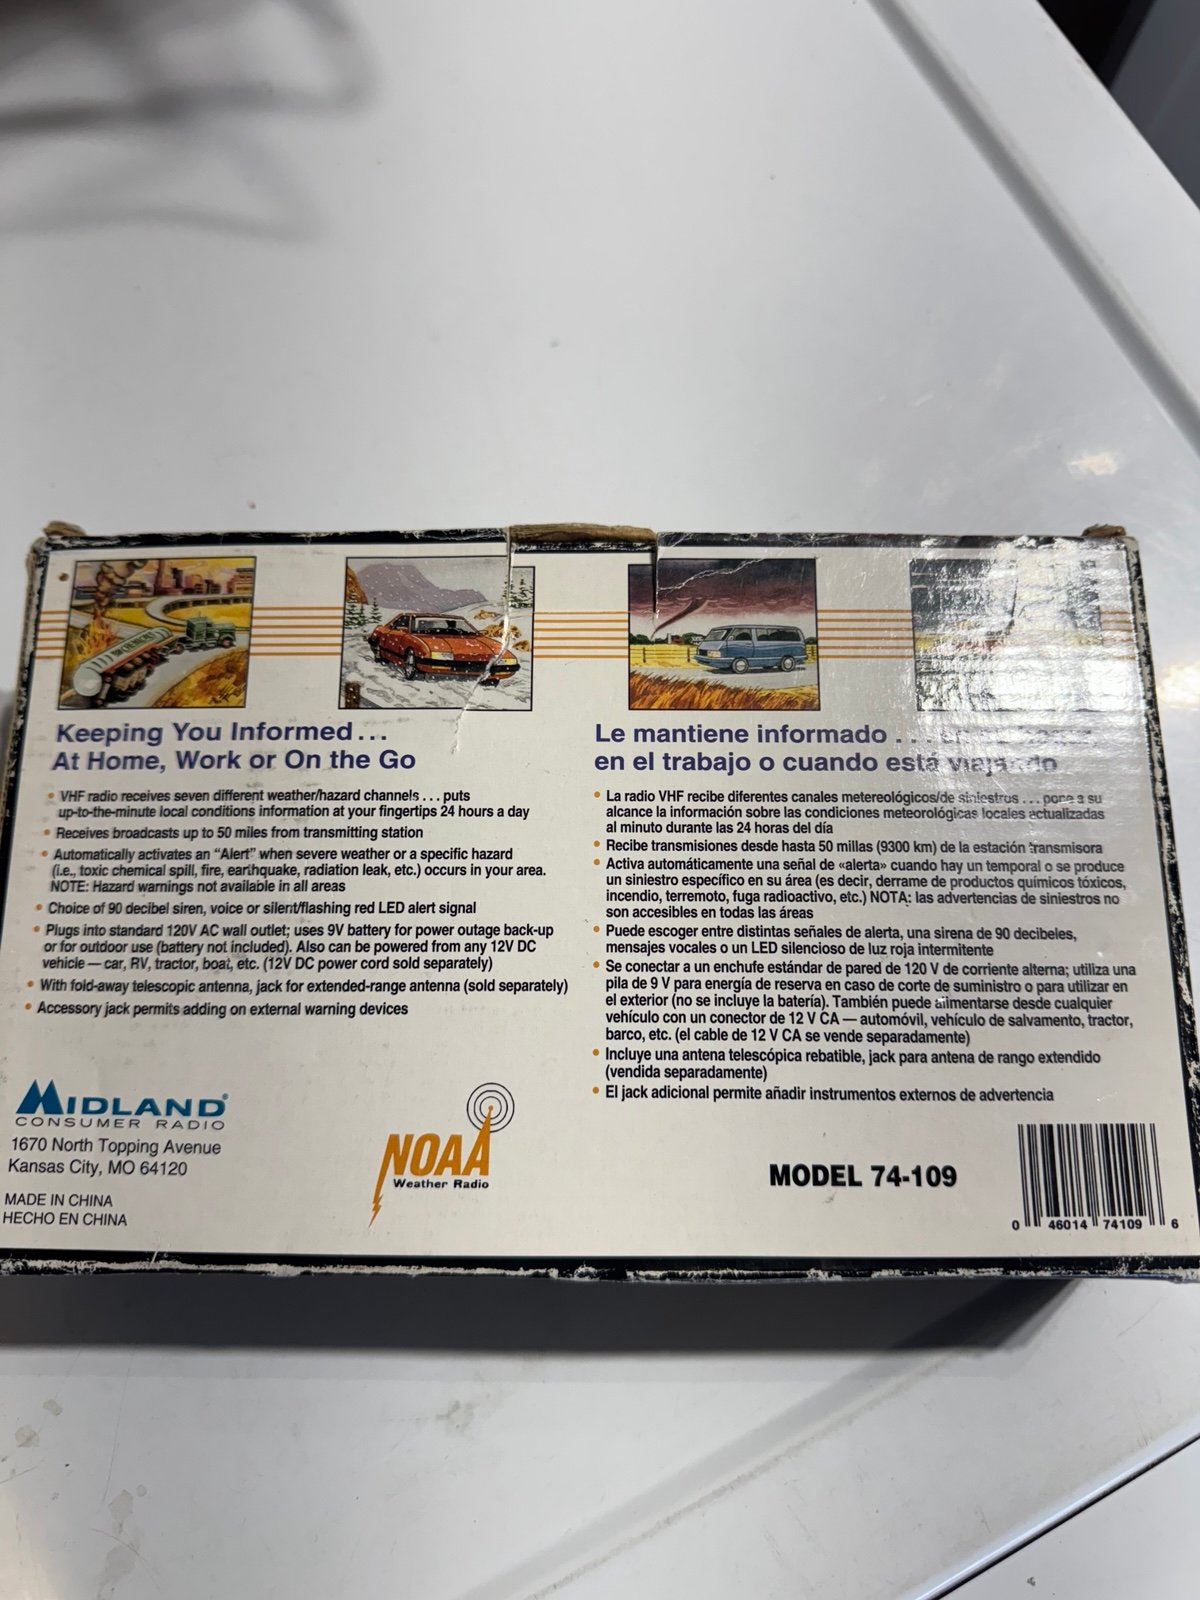 Keeping You Informed...
At Home, Work or On the Go
• VHF radio receives seven different weather/hazard channels... puts
up-to-the-minute local conditions information at your fingertips 24 hours a day
• Receives broadcasts up to 50 miles from transmitting station
• Automatically activates an “Alert” when severe weather or a specific hazard
(i.e., toxic chemical spill, fire, earthquake, radiation leak, etc.) occurs in your area.
NOTE: Hazard warnings not available in all areas
• Choice of 90 decibel siren, voice or silent/flashing red LED alert signal
• Plugs into standard 120V AC wall outlet; uses 9V battery for power outage back-up
or for outdoor use (battery not included). Also can be powered from any 12V DC
vehicle — car, RV, tractor, boat, etc. (12V DC power cord sold separately)
• With fold-away telescopic antenna, jack for extended-range antenna (sold separately)
• Accessory jack permits adding on external warning devices
Le mantiene informado ...
en el trabajo o cuando está viajando
• La radio VHF recibe diferentes canales metereológicos/de siniestros ... pone a su
alcance la información sobre las condiciones meteorológicas locales actualizadas
al minuto durante las 24 horas del día
• Recibe transmisiones desde hasta 50 millas (9300 km) de la estación transmisora
• Activa automáticamente una señal de «alerta» cuando hay un temporal o se produce
un siniestro específico en su área (es decir, derrame de productos químicos tóxicos,
incendio, terremoto, fuga radioactivo, etc.) NOTA: las advertencias de siniestros no
son accesibles en todas las áreas
• Puede escoger entre distintas señales de alerta, una sirena de 90 decibeles,
mensajes vocales o un LED silencioso de luz roja intermitente
• Se conectar a un enchufe estándar de pared de 120 V de corriente alterna; utiliza una
pila de 9 V para energía de reserva en caso de corte de suministro o para utilizar en
el exterior (no se incluye la batería). También puede alimentarse desde cualquier
vehículo con un conector de 12 V CA — automóvil, vehículo de salvamento, tractor,
barco, etc. (el cable de 12 V CA se vende separadamente)
• Incluye una antena telescópica rebatible, jack para antena de rango extendido
(vendida separadamente)
• El jack adicional permite añadir instrumentos externos de advertencia
MIDLAND®
CONSUMER RADIO
1670 North Topping Avenue
Kansas City, MO 64120
MADE IN CHINA
HECHO EN CHINA
NOAA
Weather Radio
MODEL 74-109
0 46014 74109 6